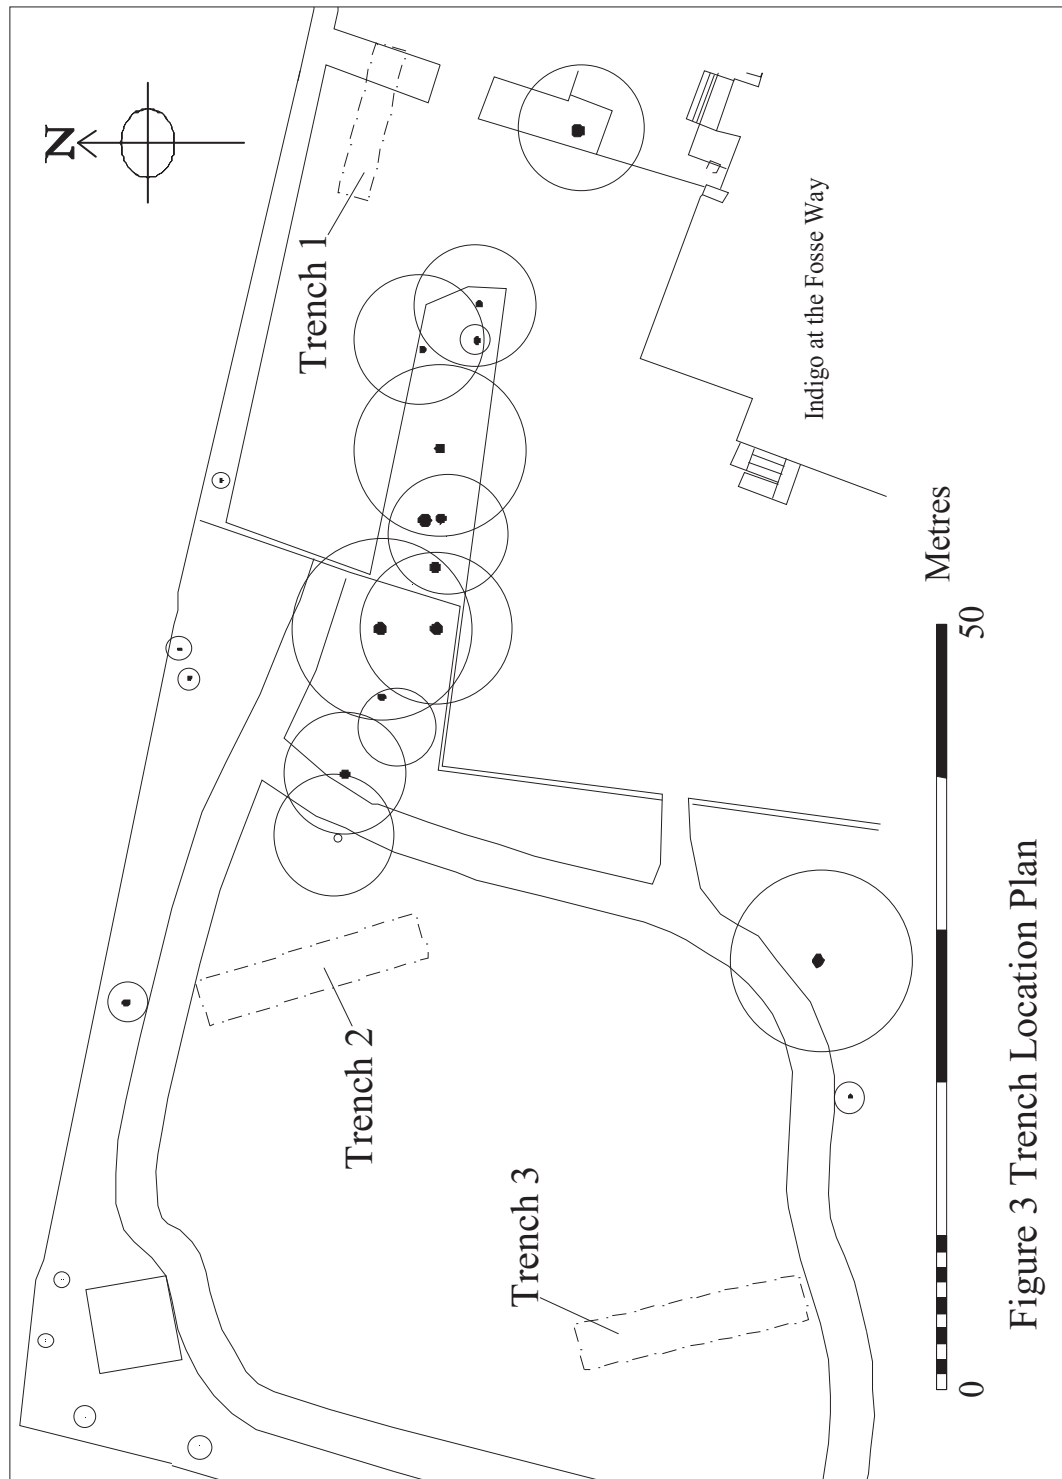 N
Trench 1
Trench 2
Trench 3
Indigo at the Fosse Way
0
50
Metres
Figure 3 Trench Location Plan